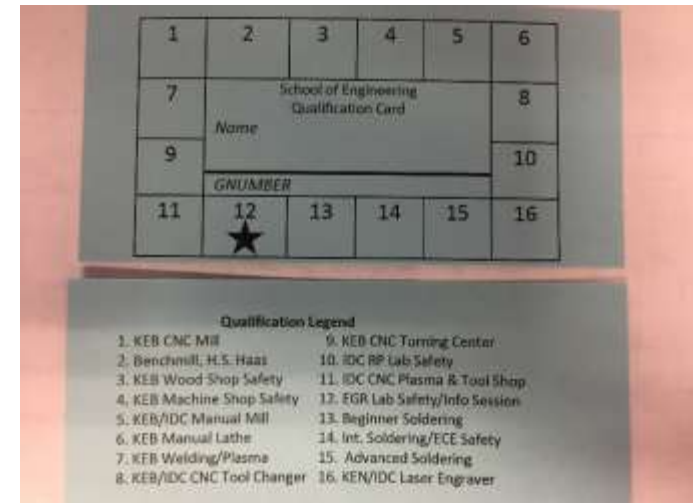 1 2 3 4 5 6
7 School of Engineering 8
Qualification Card
Name
9 10
GNUMBER
11 12 13 14 15 16
Qualification Legend
1. KEB CNC Mill 9. KEB CNC Turning Center
2. Benchmill, H.S. Haas 10. IDC RP Lab Safety
3. KEB Wood Shop Safety 11. IDC CNC Plasma & Tool Shop
4. KEB Machine Shop Safety 12. EGR Lab Safety/Info Session
5. KEB/IDC Manual Mill 13. Beginner Soldering
6. KEB Manual Lathe 14. Int. Soldering/ECE Safety
7. KEB Welding/Plasma 15. Advanced Soldering
8. KEB/IDC CNC Tool Changer 16. KEN/IDC Laser Engraver